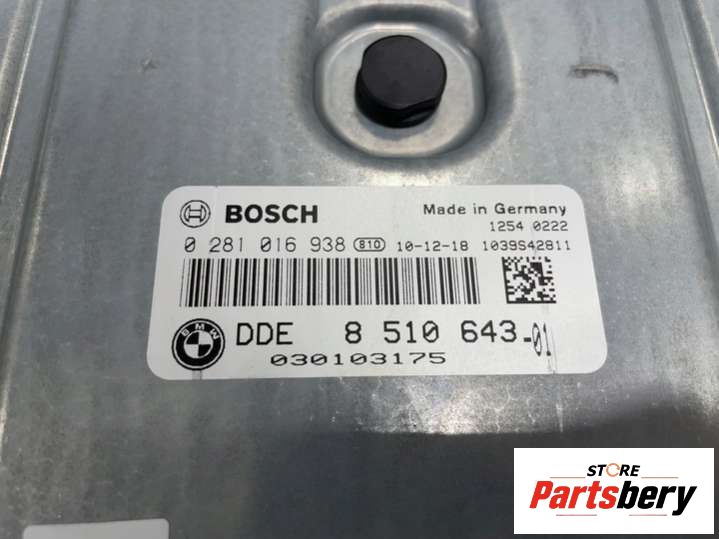 BOSCH
Made in Germany
1254 0222
0 281 016 938 810 10-12-18 1039S42811
BMW
DDE 8 510 643-01
030103175
STORE
Partsbery